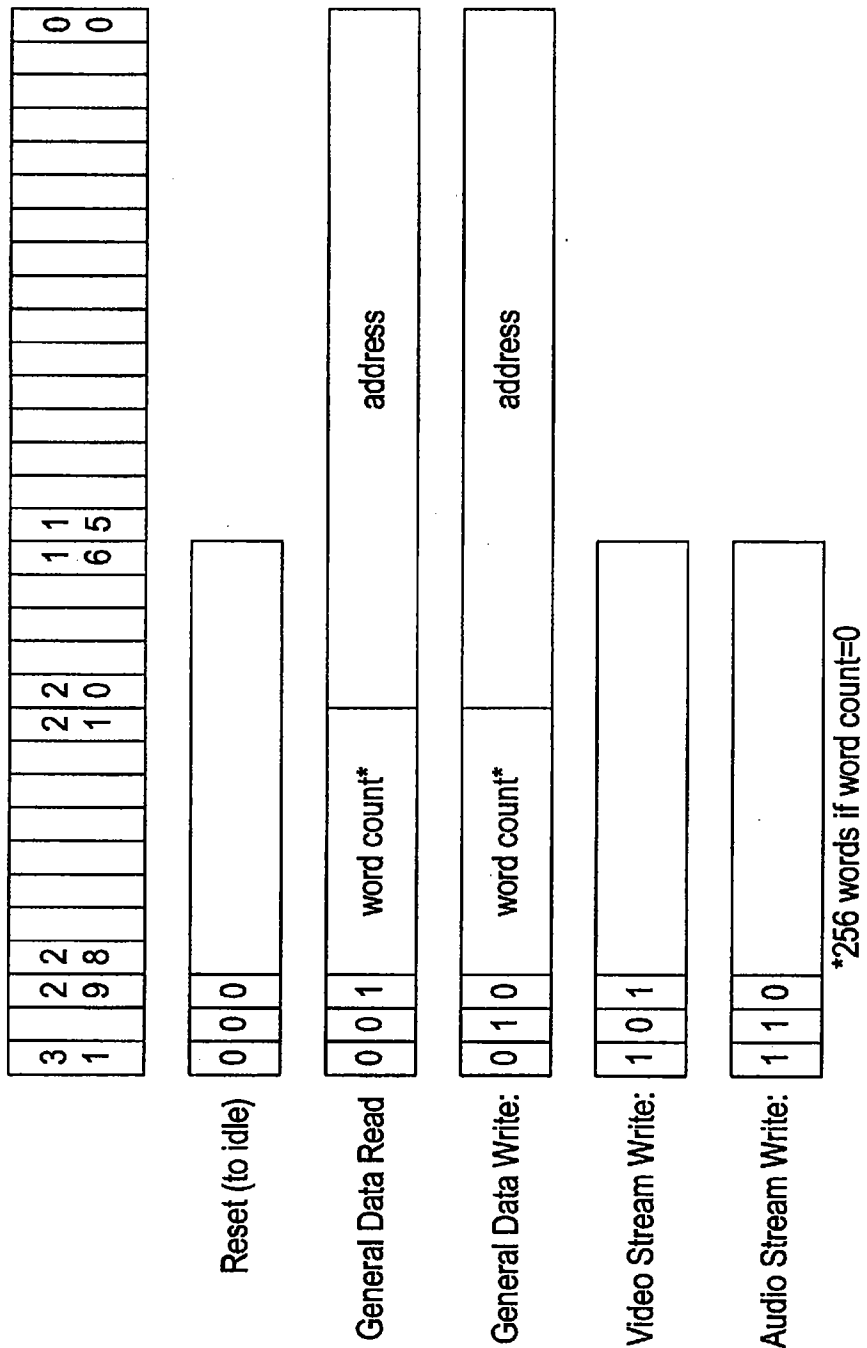 3 2 2 2 2 1 1 0
1 9 8 1 0 6 5 0
Reset (to idle) 0 0 0
General Data Read 0 0 1 word count* address
General Data Write: 0 1 0 word count* address
Video Stream Write: 1 0 1
Audio Stream Write: 1 1 0
*256 words if word count=0